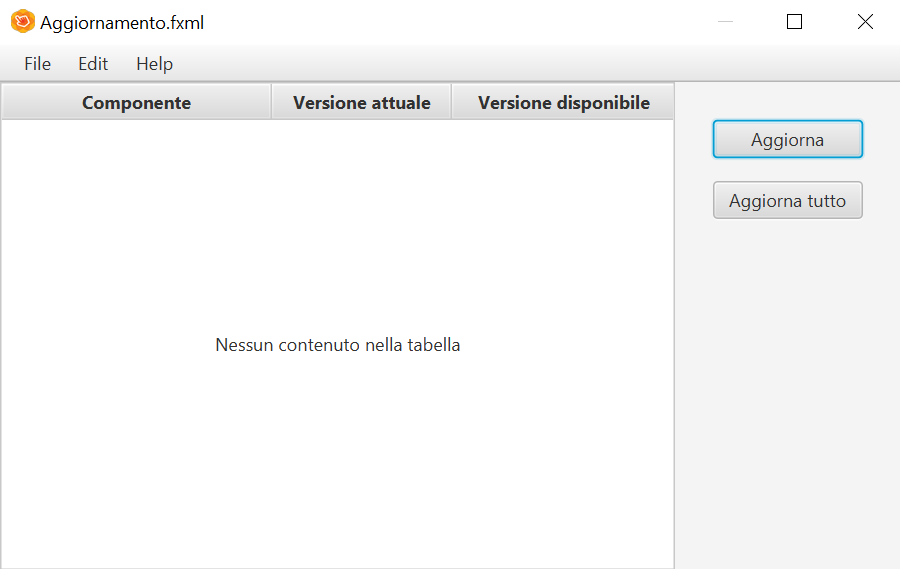 Aggiornamento.fxml
File Edit Help
Componente Versione attuale Versione disponibile
Aggiorna
Aggiorna tutto
Nessun contenuto nella tabella